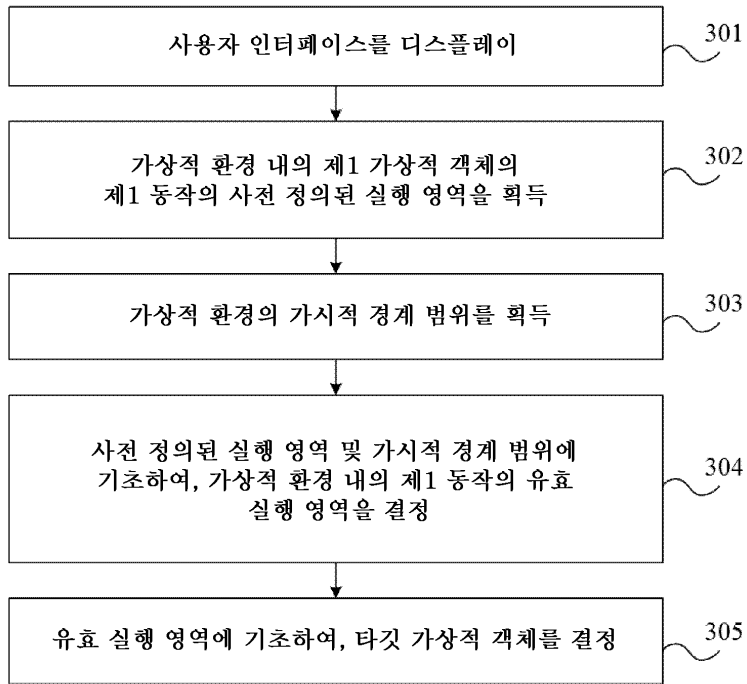 사용자 인터페이스를 디스플레이
301
가상적 환경 내의 제1 가상적 객체의
제1 동작의 사전 정의된 실행 영역을 획득
302
가상적 환경의 가시적 경계 범위를 획득
303
사전 정의된 실행 영역 및 가시적 경계 범위에
기초하여, 가상적 환경 내의 제1 동작의 유효
실행 영역을 결정
304
유효 실행 영역에 기초하여, 타깃 가상적 객체를 결정
305